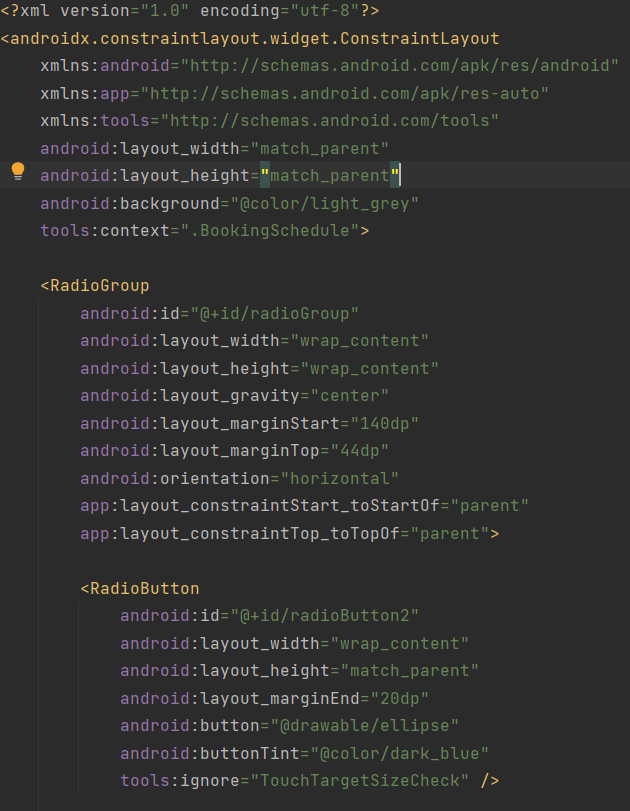 <?xml version="1.0" encoding="utf-8"?>
<androidx.constraintlayout.widget.ConstraintLayout
    xmlns:android="http://schemas.android.com/apk/res/android"
    xmlns:app="http://schemas.android.com/apk/res-auto"
    xmlns:tools="http://schemas.android.com/tools"
    android:layout_width="match_parent"
    android:layout_height="match_parent"
    android:background="@color/light_grey"
    tools:context=".BookingSchedule">

    <RadioGroup
        android:id="@+id/radioGroup"
        android:layout_width="wrap_content"
        android:layout_height="wrap_content"
        android:layout_gravity="center"
        android:layout_marginStart="140dp"
        android:layout_marginTop="44dp"
        android:orientation="horizontal"
        app:layout_constraintStart_toStartOf="parent"
        app:layout_constraintTop_toTopOf="parent">

        <RadioButton
            android:id="@+id/radioButton2"
            android:layout_width="wrap_content"
            android:layout_height="match_parent"
            android:layout_marginEnd="20dp"
            android:button="@drawable/ellipse"
            android:buttonTint="@color/dark_blue"
            tools:ignore="TouchTargetSizeCheck" />